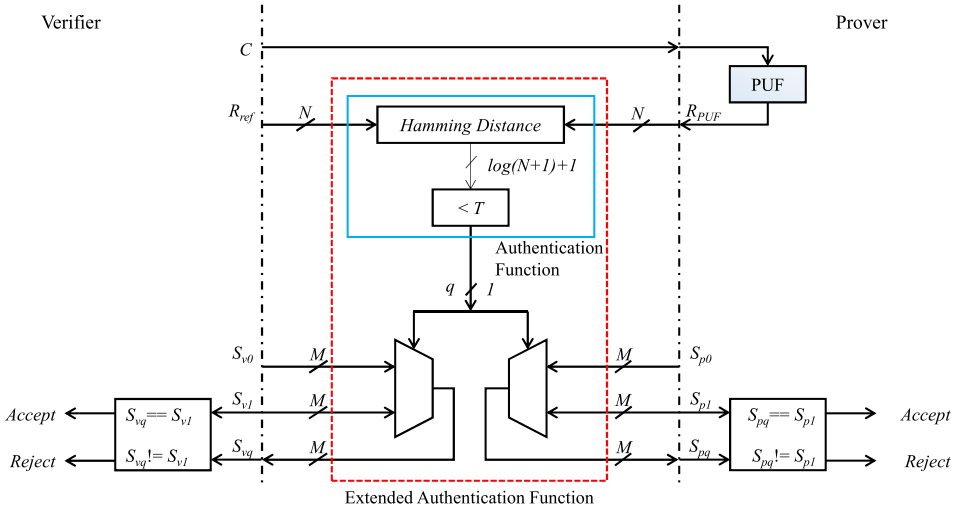 Verifier
Prover
C
PUF
R_ref
N
Hamming Distance
N
R_PUF
log(N+1)+1
< T
Authentication
Function
q
1
S_v0
M
M
S_p0
Accept
S_vq== S_v1
S_v1
M
M
S_p1
S_pq== S_p1
Accept
Reject
S_vq!= S_v1
S_vq
M
M
S_pq
S_pq!= S_p1
Reject
Extended Authentication Function